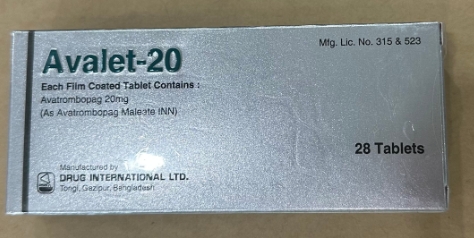 Mfg. Lic. No. 315 & 523
Avalet-20
Each Film Coated Tablet Contains :
Avatrombopag 20mg
(As Avatrombopag Maleate INN)
28 Tablets
Manufactured by
DRUG INTERNATIONAL LTD.
Tongi, Gazipur, Bangladesh